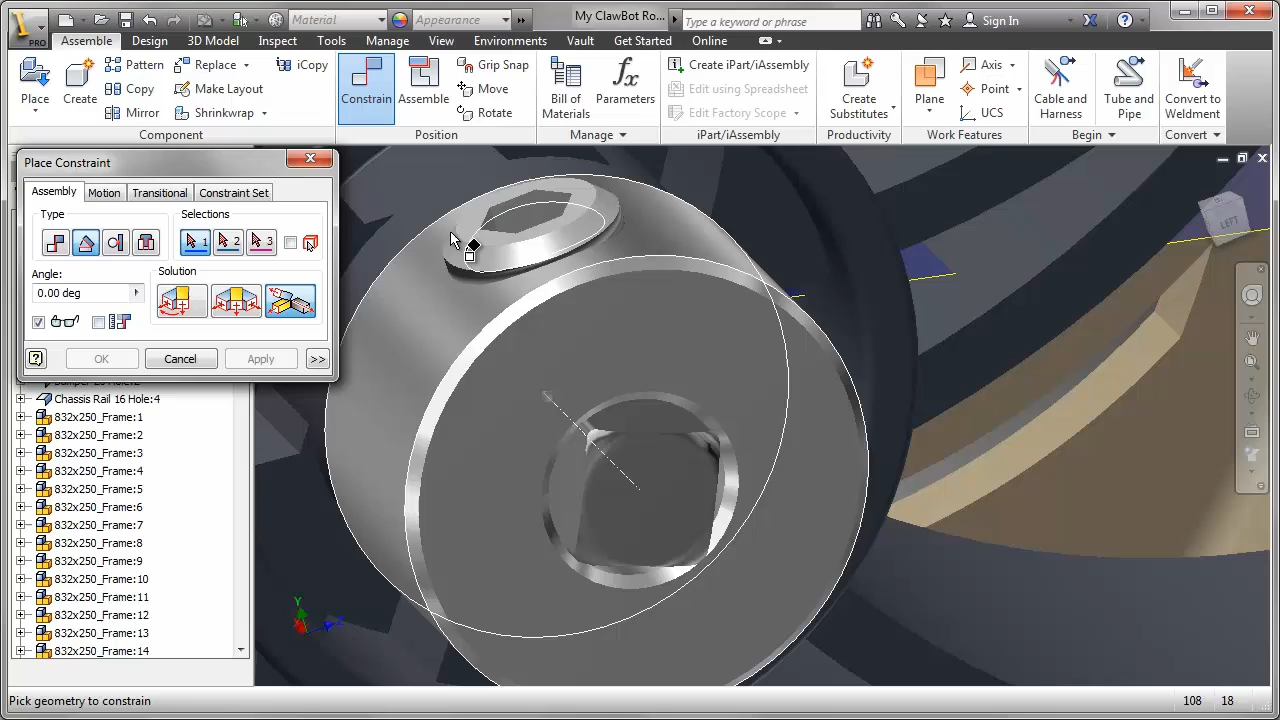 Material
Appearance
My ClawBot Ro...
Type a keyword or phrase
Sign In
PRO
Assemble
Design
3D Model
Inspect
Tools
Manage
View
Environments
Vault
Get Started
Online
Place
Create
Pattern
Copy
Mirror
Replace
Make Layout
Shrinkwrap
iCopy
Component
Constrain
Assemble
Grip Snap
Move
Rotate
Position
Bill of Materials
fx
Parameters
Manage
Create iPart/iAssembly
Edit using Spreadsheet
Edit Factory Scope
iPart/iAssembly
Create Substitutes
Productivity
Plane
Axis
Point
UCS
Work Features
Cable and Harness
Tube and Pipe
Begin
Convert to Weldment
Convert
Place Constraint
Assembly
Motion
Transitional
Constraint Set
Type
Selections
1
2
3
Angle:
0.00 deg
Solution
OK
Cancel
Apply
>>
Chassis Rail 16 Hole:4
832x250_Frame:1
832x250_Frame:2
832x250_Frame:3
832x250_Frame:4
832x250_Frame:5
832x250_Frame:6
832x250_Frame:7
832x250_Frame:8
832x250_Frame:9
832x250_Frame:10
832x250_Frame:11
832x250_Frame:12
832x250_Frame:13
832x250_Frame:14
LEFT
Y
Z
Pick geometry to constrain
108
18